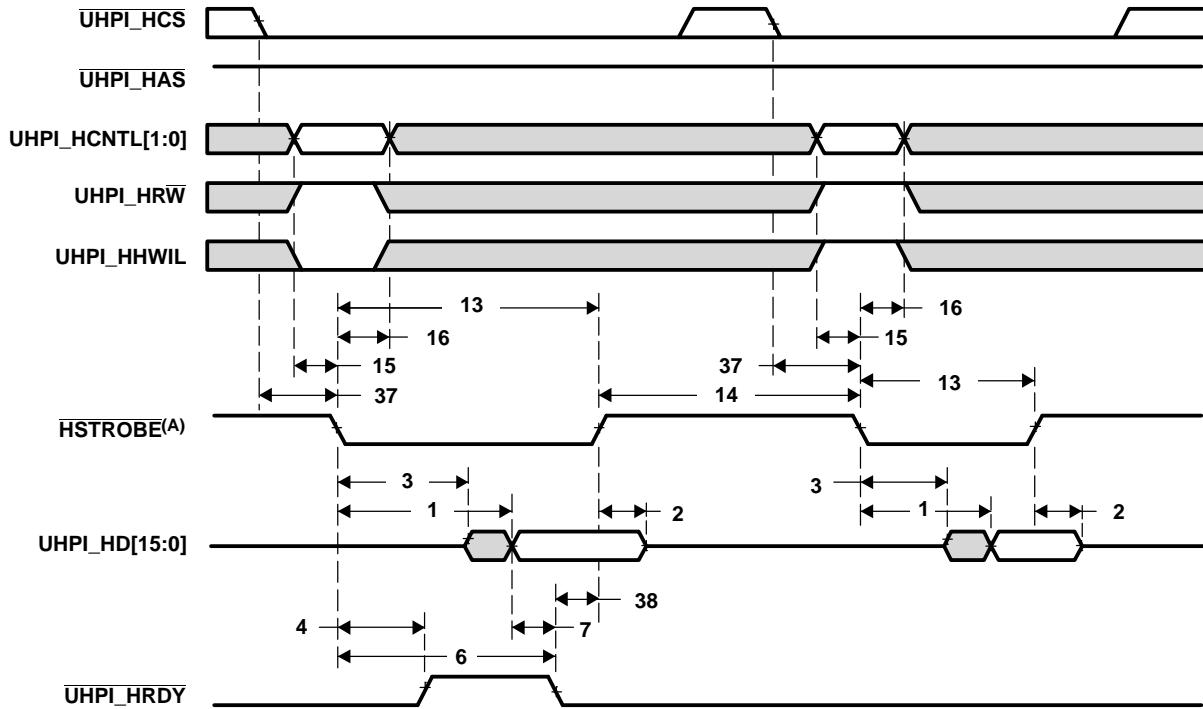 UHPI_HCS
UHPI_HAS
UHPI_HCNTL[1:0]
UHPI_HRW
UHPI_HHWIL
13
16
16
15
15
37
37
13
14
HSTROBE(A)
3
3
1
1
2
2
UHPI_HD[15:0]
38
4
7
6
UHPI_HRDY